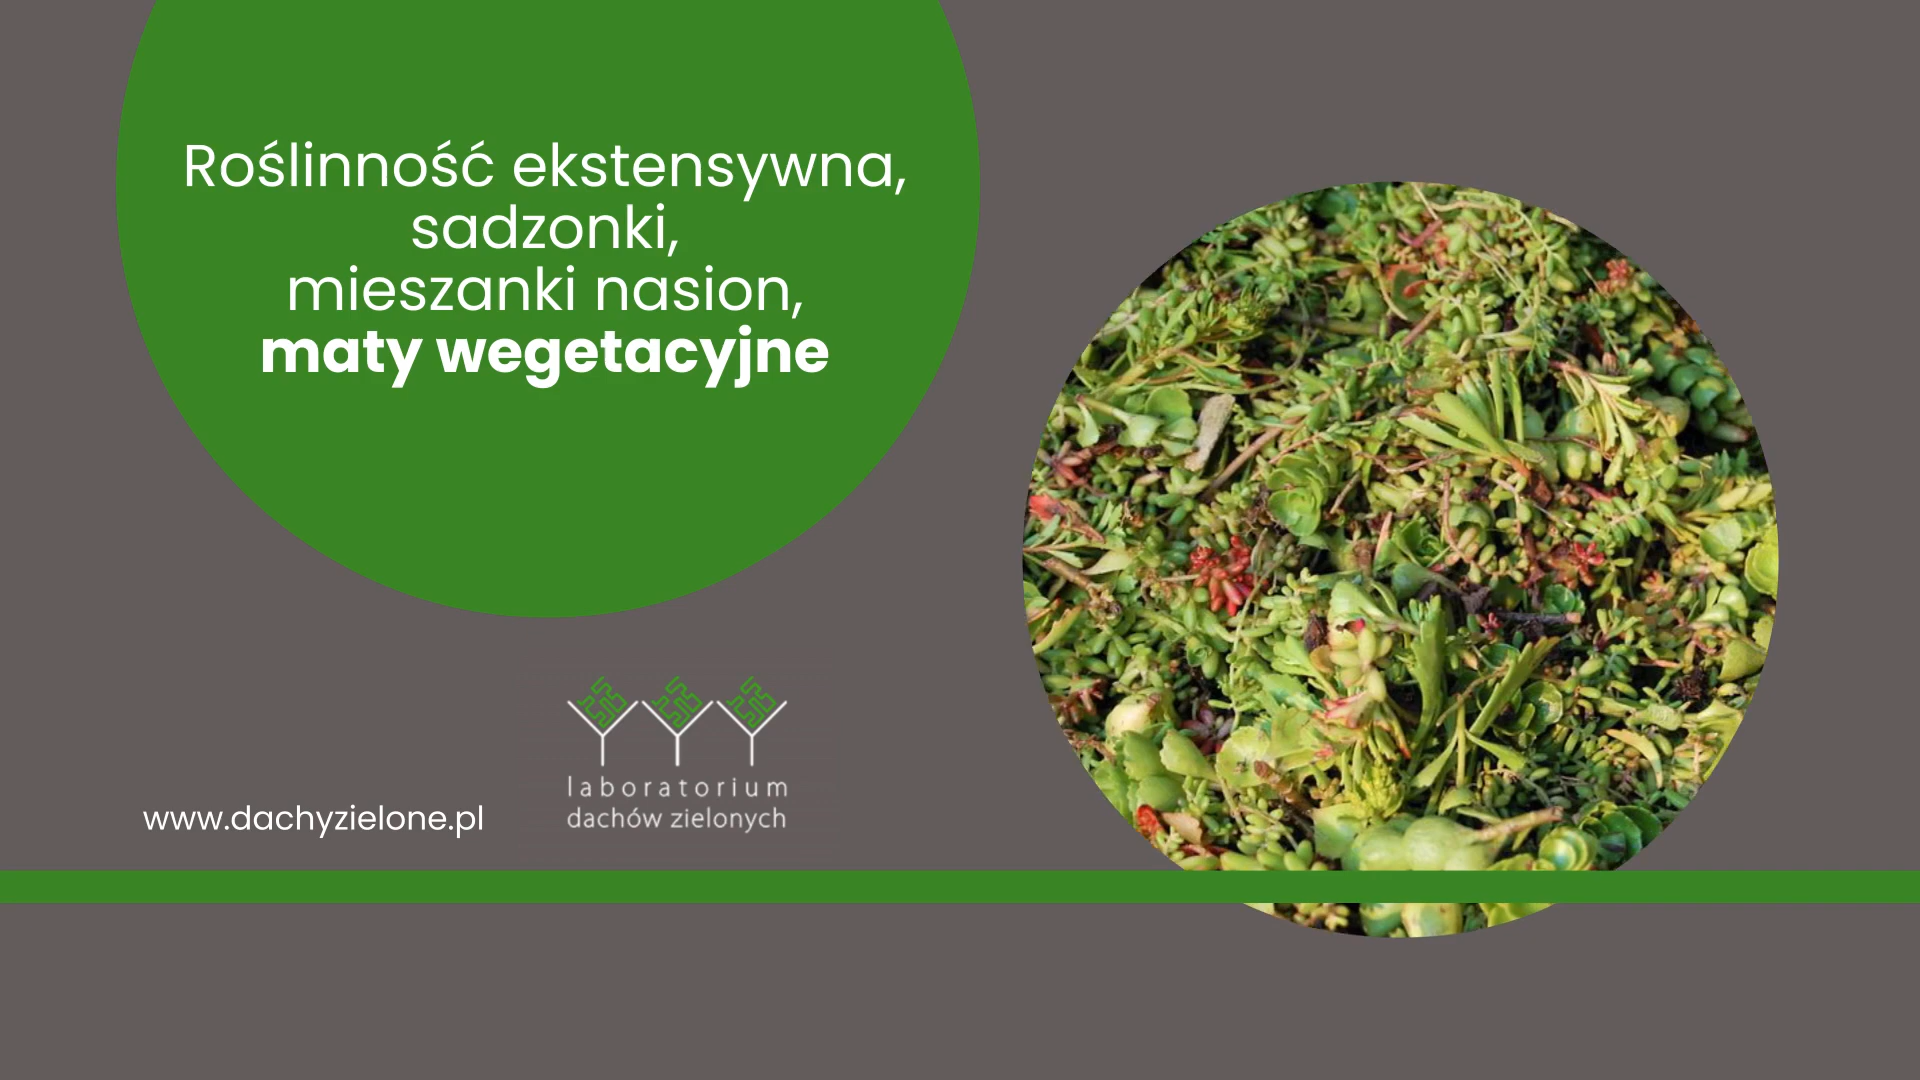 Roślinność ekstensywna,
sadzonki,
mieszanki nasion,
maty wegetacyjne
www.dachyzielone.pl
laboratorium
dachów zielonych